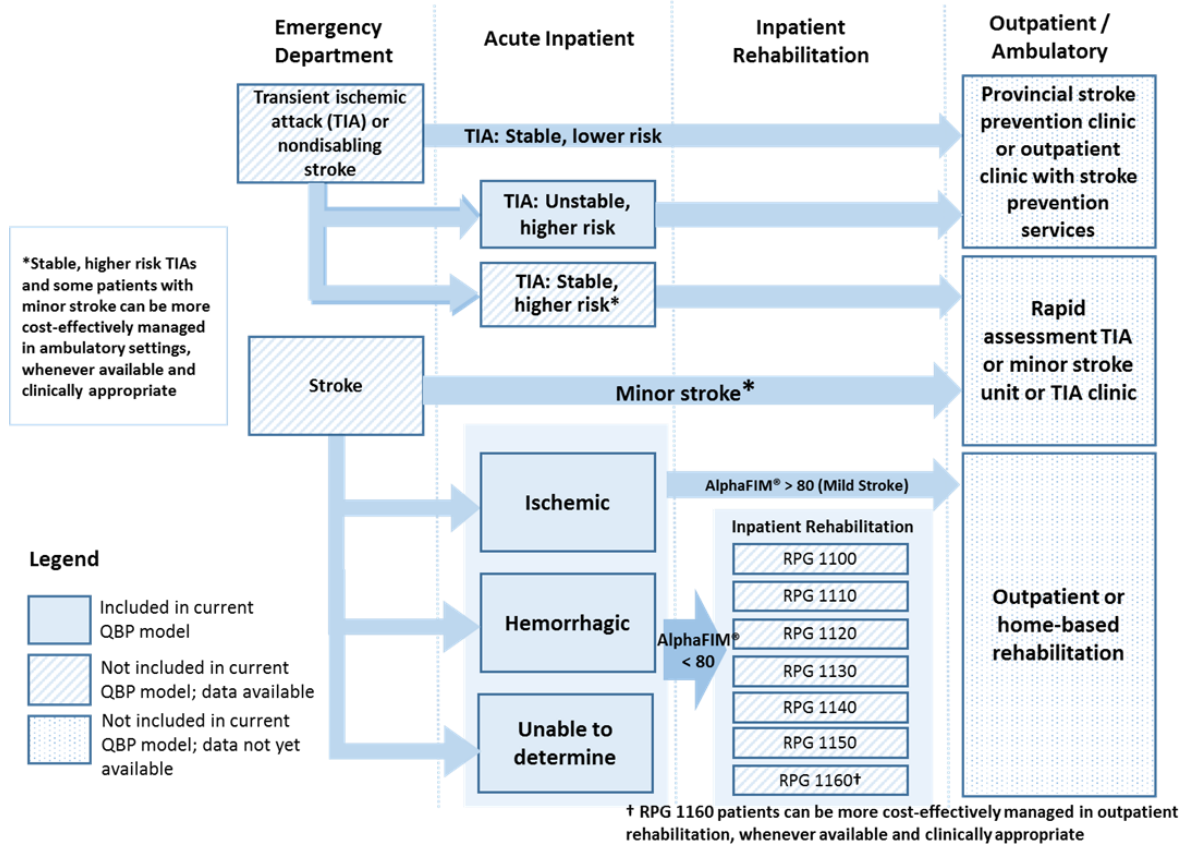 Emergency
Department
Acute Inpatient
Inpatient
Rehabilitation
Outpatient /
Ambulatory
Transient ischemic
attack (TIA) or
nondisabling
stroke
TIA: Stable, lower risk
Provincial stroke
prevention clinic
or outpatient
clinic with stroke
prevention
services
TIA: Unstable,
higher risk
*Stable, higher risk TIAs
and some patients with
minor stroke can be more
cost-effectively managed
in ambulatory settings,
whenever available and
clinically appropriate
TIA: Stable,
higher risk*
Rapid
assessment TIA
or minor stroke
unit or TIA clinic
Stroke
Minor stroke*
Ischemic
AlphaFIM® > 80 (Mild Stroke)
Inpatient Rehabilitation
RPG 1100
RPG 1110
RPG 1120
RPG 1130
RPG 1140
RPG 1150
RPG 1160†
Hemorrhagic
AlphaFIM®
< 80
Outpatient or
home-based
rehabilitation
Unable to
determine
Legend
Included in current
QBP model
Not included in current
QBP model; data available
Not included in current
QBP model; data not yet
available
† RPG 1160 patients can be more cost-effectively managed in outpatient
rehabilitation, whenever available and clinically appropriate